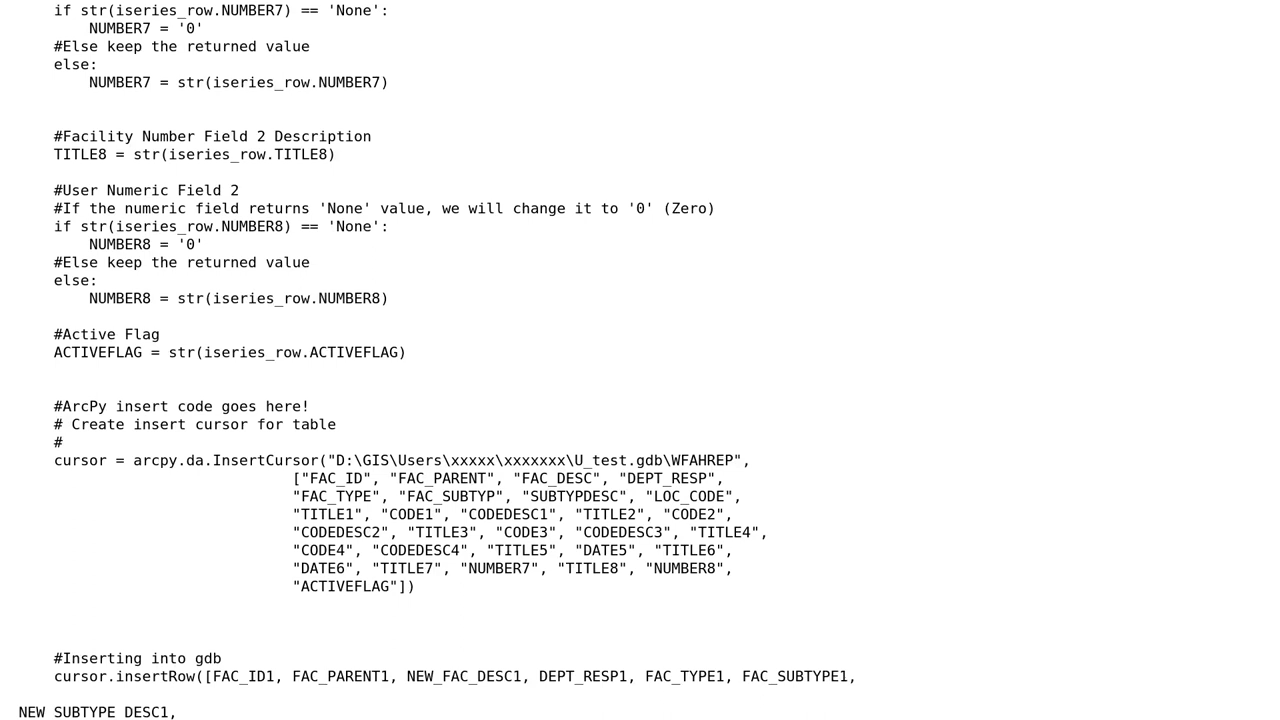 if str(iseries_row.NUMBER7) == 'None':
NUMBER7 = '0'
#Else keep the returned value
else:
NUMBER7 = str(iseries_row.NUMBER7)
#Facility Number Field 2 Description
TITLE8 = str(iseries_row.TITLE8)
#User Numeric Field 2
#If the numeric field returns 'None' value, we will change it to '0' (Zero)
if str(iseries_row.NUMBER8) == 'None':
NUMBER8 = '0'
#Else keep the returned value
else:
NUMBER8 = str(iseries_row.NUMBER8)
#Active Flag
ACTIVEFLAG = str(iseries_row.ACTIVEFLAG)
#ArcPy insert code goes here!
# Create insert cursor for table
#
cursor = arcpy.da.InsertCursor("D:\GIS\Users\xxxxx\xxxxxxx\U_test.gdb\WFAHREP",
["FAC_ID", "FAC_PARENT", "FAC_DESC", "DEPT_RESP",
"FAC_TYPE", "FAC_SUBTYP", "SUBTYPDESC", "LOC_CODE",
"TITLE1", "CODE1", "CODEDESC1", "TITLE2", "CODE2",
"CODEDESC2", "TITLE3", "CODE3", "CODEDESC3", "TITLE4",
"CODE4", "CODEDESC4", "TITLE5", "DATE5", "TITLE6",
"DATE6", "TITLE7", "NUMBER7", "TITLE8", "NUMBER8",
"ACTIVEFLAG"])
#Inserting into gdb
cursor.insertRow([FAC_ID1, FAC_PARENT1, NEW_FAC_DESC1, DEPT_RESP1, FAC_TYPE1, FAC_SUBTYPE1,
NEW SUBTYPE DESC1,